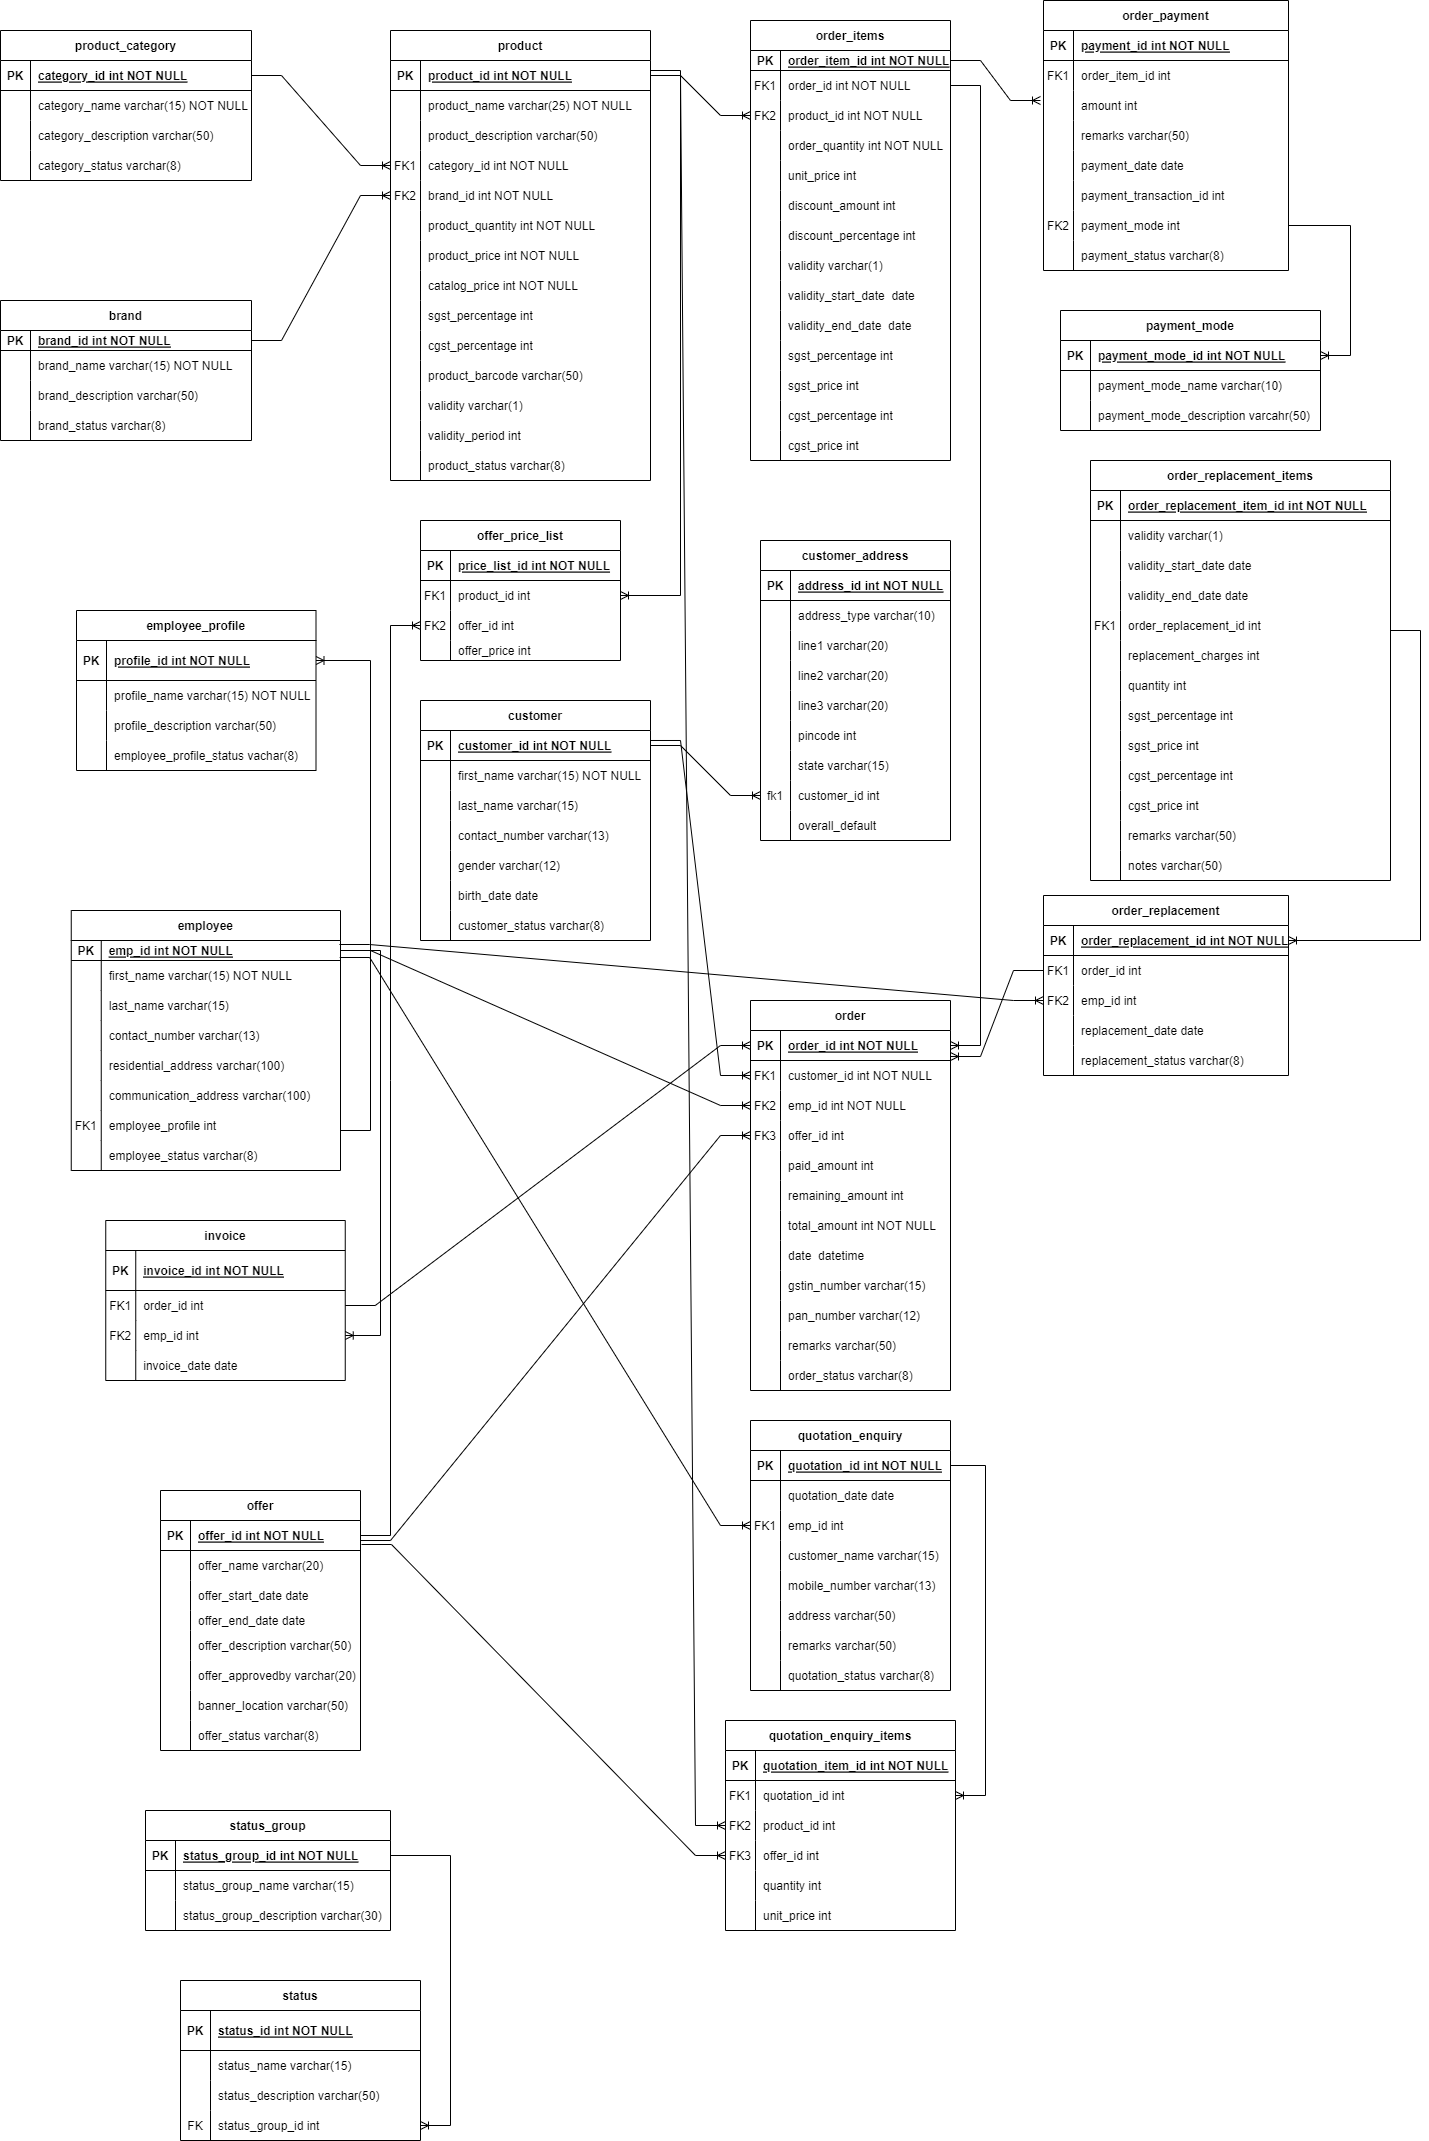 product_category
PK category_id int NOT NULL
category_name varchar(15) NOT NULL
category_description varchar(50)
category_status varchar(8)
brand
PK brand_id int NOT NULL
brand_name varchar(15) NOT NULL
brand_description varchar(50)
brand_status varchar(8)
product
PK product_id int NOT NULL
product_name varchar(25) NOT NULL
product_description varchar(50)
FK1 category_id int NOT NULL
FK2 brand_id int NOT NULL
product_quantity int NOT NULL
product_price int NOT NULL
catalog_price int NOT NULL
sgst_percentage int
cgst_percentage int
product_barcode varchar(50)
validity varchar(1)
validity_period int
product_status varchar(8)
order_items
PK order_item_id int NOT NULL
FK1 order_id int NOT NULL
FK2 product_id int NOT NULL
order_quantity int NOT NULL
unit_price int
discount_amount int
discount_percentage int
validity varchar(1)
validity_start_date date
validity_end_date date
sgst_percentage int
sgst_price int
cgst_percentage int
cgst_price int
order_payment
PK payment_id int NOT NULL
FK1 order_item_id int
amount int
remarks varchar(50)
payment_date date
payment_transaction_id int
FK2 payment_mode int
payment_status varchar(8)
payment_mode
PK payment_mode_id int NOT NULL
payment_mode_name varchar(10)
payment_mode_description varcahr(50)
order_replacement_items
PK order_replacement_item_id int NOT NULL
validity varchar(1)
validity_start_date date
validity_end_date date
FK1 order_replacement_id int
replacement_charges int
quantity int
sgst_percentage int
sgst_price int
cgst_percentage int
cgst_price int
remarks varchar(50)
notes varchar(50)
offer_price_list
PK price_list_id int NOT NULL
FK1 product_id int
FK2 offer_id int
offer_price int
customer_address
PK address_id int NOT NULL
address_type varchar(10)
line1 varchar(20)
line2 varchar(20)
line3 varchar(20)
pincode int
state varchar(15)
fk1 customer_id int
overall_default
employee_profile
PK profile_id int NOT NULL
profile_name varchar(15) NOT NULL
profile_description varchar(50)
employee_profile_status vachar(8)
customer
PK customer_id int NOT NULL
first_name varchar(15) NOT NULL
last_name varchar(15)
contact_number varchar(13)
gender varchar(12)
birth_date date
customer_status varchar(8)
order_replacement
PK order_replacement_id int NOT NULL
FK1 order_id int
FK2 emp_id int
replacement_date date
replacement_status varchar(8)
employee
PK emp_id int NOT NULL
first_name varchar(15) NOT NULL
last_name varchar(15)
contact_number varchar(13)
residential_address varchar(100)
communication_address varchar(100)
FK1 employee_profile int
employee_status varchar(8)
order
PK order_id int NOT NULL
FK1 customer_id int NOT NULL
FK2 emp_id int NOT NULL
FK3 offer_id int
paid_amount int
remaining_amount int
total_amount int NOT NULL
date datetime
gstin_number varchar(15)
pan_number varchar(12)
remarks varchar(50)
order_status varchar(8)
invoice
PK invoice_id int NOT NULL
FK1 order_id int
FK2 emp_id int
invoice_date date
quotation_enquiry
PK quotation_id int NOT NULL
quotation_date date
FK1 emp_id int
customer_name varchar(15)
mobile_number varchar(13)
address varchar(50)
remarks varchar(50)
quotation_status varchar(8)
offer
PK offer_id int NOT NULL
offer_name varchar(20)
offer_start_date date
offer_end_date date
offer_description varchar(50)
offer_approvedby varchar(20)
banner_location varchar(50)
offer_status varchar(8)
quotation_enquiry_items
PK quotation_item_id int NOT NULL
FK1 quotation_id int
FK2 product_id int
FK3 offer_id int
quantity int
unit_price int
status_group
PK status_group_id int NOT NULL
status_group_name varchar(15)
status_group_description varchar(30)
status
PK status_id int NOT NULL
status_name varchar(15)
status_description varchar(50)
FK status_group_id int